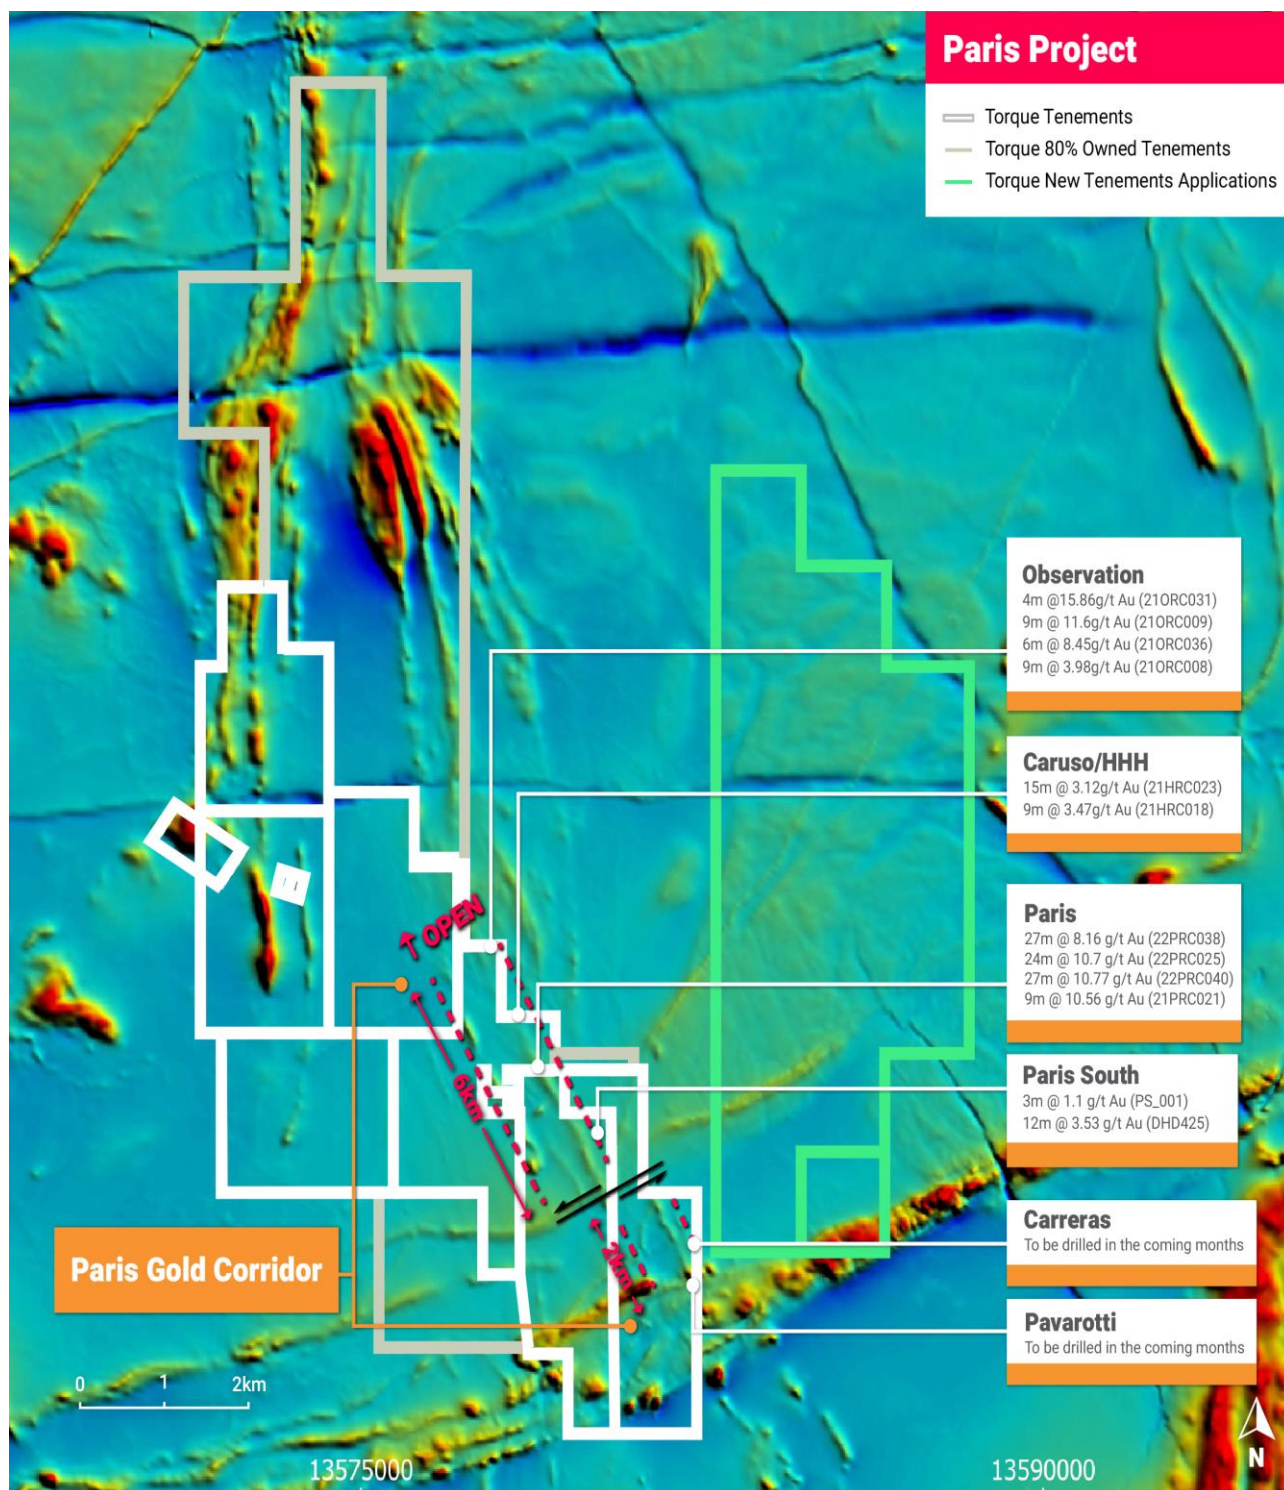 Paris Project
Torque Tenements
Torque 80% Owned Tenements
Torque New Tenements Applications
Observation
4m @15.86g/t Au (21ORC031)
9m @ 11.6g/t Au (21ORC009)
6m @ 8.45g/t Au (21ORC036)
9m @ 3.98g/t Au (21ORC008)
Caruso/HHH
15m @ 3.12g/t Au (21HRC023)
9m @ 3.47g/t Au (21HRC018)
Paris
27m @ 8.16 g/t Au (22PRC038)
24m @ 10.7 g/t Au (22PRC025)
27m @ 10.77 g/t Au (22PRC040)
9m @ 10.56 g/t Au (21PRC021)
Paris South
3m @ 1.1 g/t Au (PS_001)
12m @ 3.53 g/t Au (DHD425)
Carreras
To be drilled in the coming months
Pavarotti
To be drilled in the coming months
OPEN
6km
2km
Paris Gold Corridor
0 1 2km
13575000
13590000
N